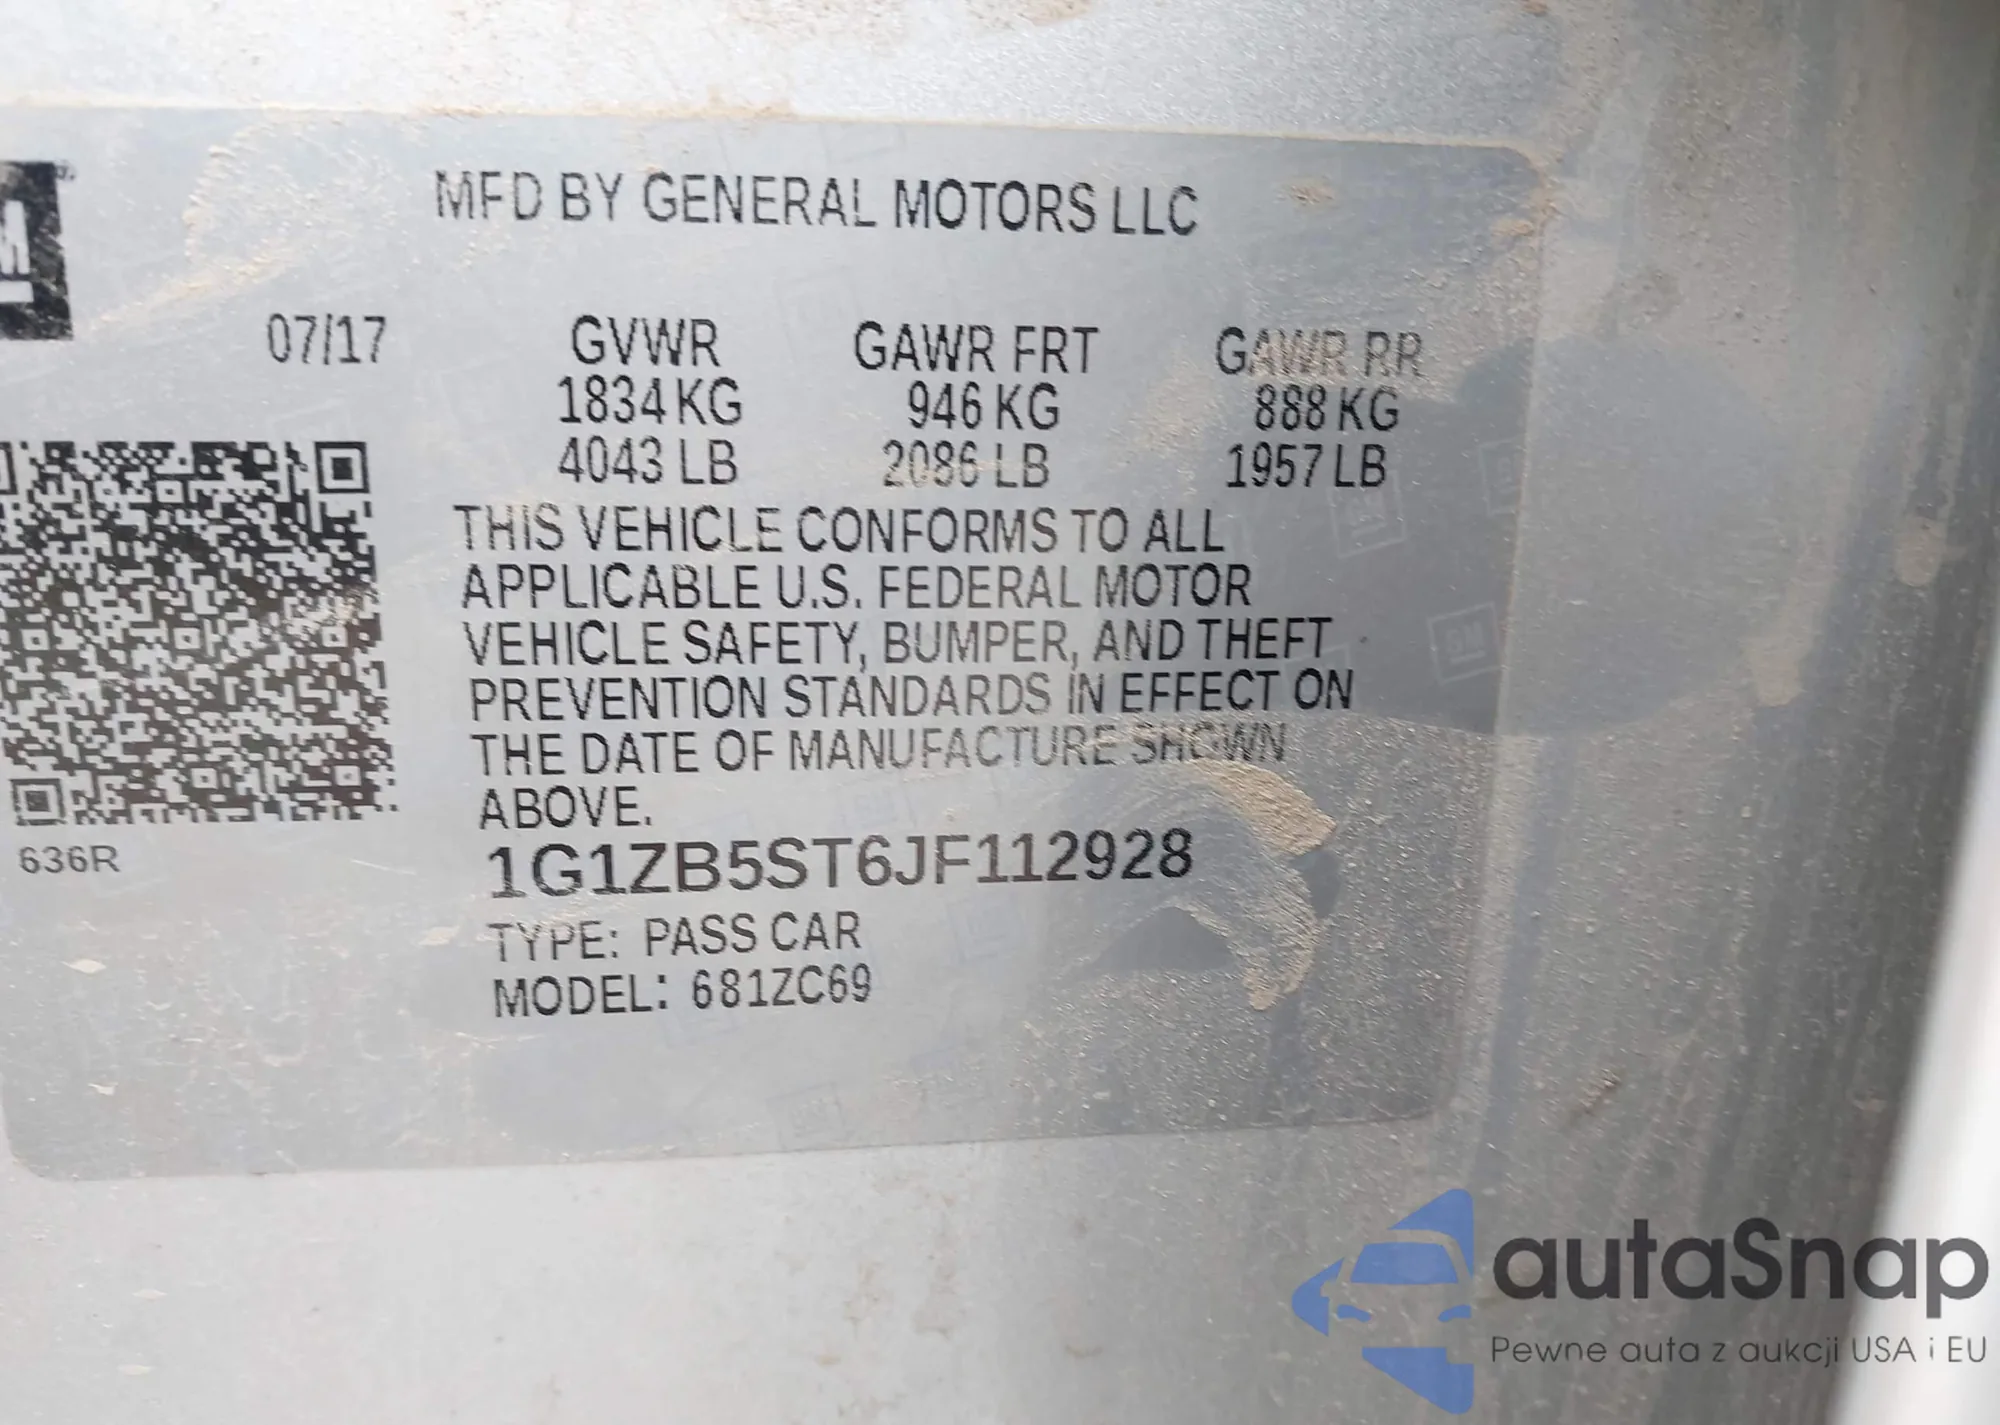 MFD BY GENERAL MOTORS LLC
07/17 GVWR GAWR FRT GAWR RR
1834 KG 946 KG 888 KG
4043 LB 2086 LB 1957 LB
THIS VEHICLE CONFORMS TO ALL
APPLICABLE U.S. FEDERAL MOTOR
VEHICLE SAFETY, BUMPER, AND THEFT
PREVENTION STANDARDS IN EFFECT ON
THE DATE OF MANUFACTURE SHOWN
ABOVE.
636R
1G1ZB5ST6JF112928
TYPE: PASS CAR
MODEL: 681ZC69
autaSnap
Pewne auta z aukcji USA i EU